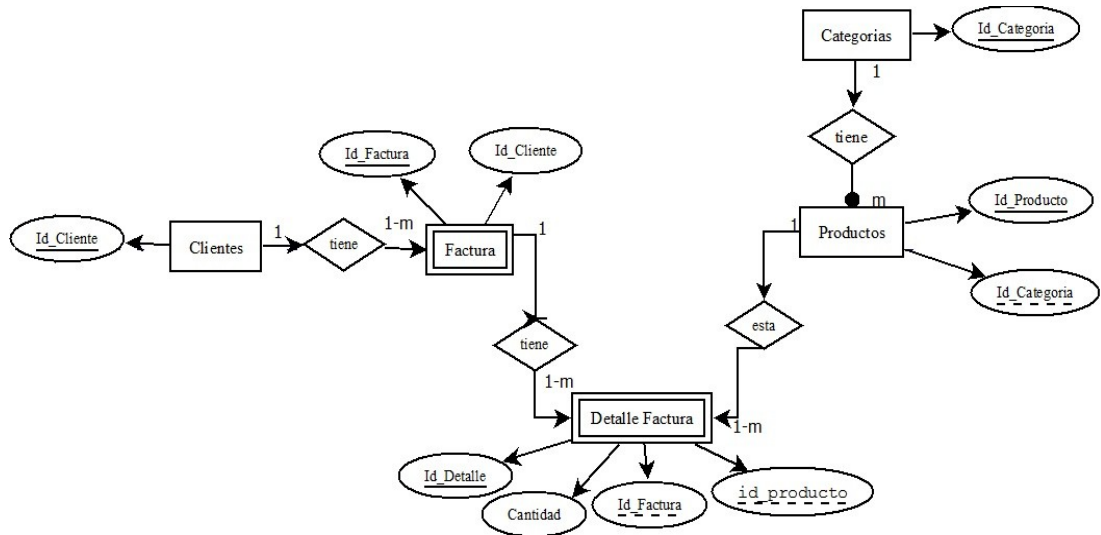 Categorias
Id_Categoria
1
tiene
Id_Factura
Id_Cliente
m
Id_Producto
1-m
1
Id_Cliente
Clientes
1
tiene
Factura
1
Productos
Id_Categoria
tiene
esta
1-m
Detalle Factura
1-m
Id_Detalle
Cantidad
Id_Factura
id_producto